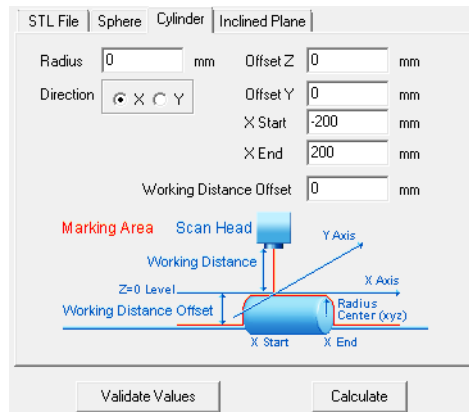 STL File Sphere Cylinder Inclined Plane
Radius 0 mm Offset Z 0 mm
Direction X Y Offset Y 0 mm
X Start -200 mm
X End 200 mm
Working Distance Offset 0 mm
Marking Area Scan Head
Y Axis
Working Distance
X Axis
Z=0 Level
Working Distance Offset
Radius
Center (xyz)
X Start X End
Validate Values Calculate